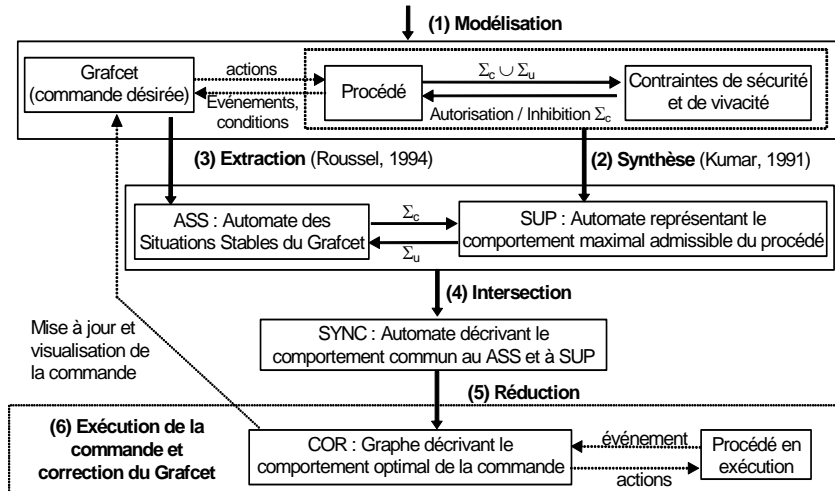 (1) Modélisation
Grafcet
(commande désirée)
actions
Evénements,
conditions
Procédé
Σc ∪ Σu
Autorisation / Inhibition Σc
Contraintes de sécurité
et de vivacité
(3) Extraction (Roussel, 1994)
(2) Synthèse (Kumar, 1991)
ASS : Automate des
Situations Stables du Grafcet
Σc
Σu
SUP : Automate représentant le
comportement maximal admissible du procédé
(4) Intersection
Mise à jour et
visualisation de
la commande
SYNC : Automate décrivant le
comportement commun au ASS et à SUP
(5) Réduction
(6) Exécution de la
commande et
correction du Grafcet
COR : Graphe décrivant le
comportement optimal de la commande
événement
actions
Procédé en
exécution